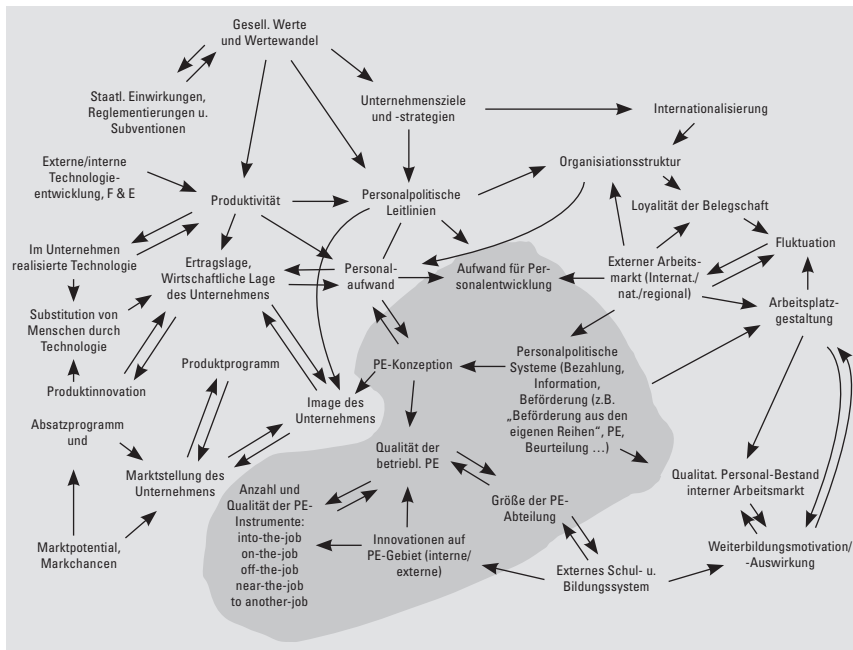 Gesell. Werte
und Wertewandel
Staatl. Einwirkungen,
Reglementierungen u.
Subventionen
Unternehmensziele
und -strategien
Internationalisierung
Externe/interne
Technologie-
entwicklung, F & E
Organisiationsstruktur
Produktivität
Personalpolitische
Leitlinien
Loyalität der Belegschaft
Im Unternehmen
realisierte Technologie
Ertragslage,
Wirtschaftliche Lage
des Unternehmens
Personal-
aufwand
Aufwand für Per-
sonalentwicklung
Externer Arbeits-
markt (Internat./
nat./regional)
Fluktuation
Arbeitsplatz-
gestaltung
Substitution von
Menschen durch
Technologie
Produktprogramm
PE-Konzeption
Personalpolitische
Systeme (Bezahlung,
Information,
Beförderung (z.B.
„Beförderung aus den
eigenen Reihen“, PE,
Beurteilung ...)
Produktinnovation
Image des
Unternehmens
Absatzprogramm
und
Marktstellung des
Unternehmens
Qualität der
betriebl. PE
Qualitat. Personal-Bestand
interner Arbeitsmarkt
Anzahl und
Qualität der PE-
Instrumente:
into-the-job
on-the-job
off-the-job
near-the-job
to another-job
Größe der PE-
Abteilung
Marktpotential,
Markchancen
Innovationen auf
PE-Gebiet (interne/
externe)
Externes Schul- u.
Bildungssystem
Weiterbildungsmotivation/
-Auswirkung